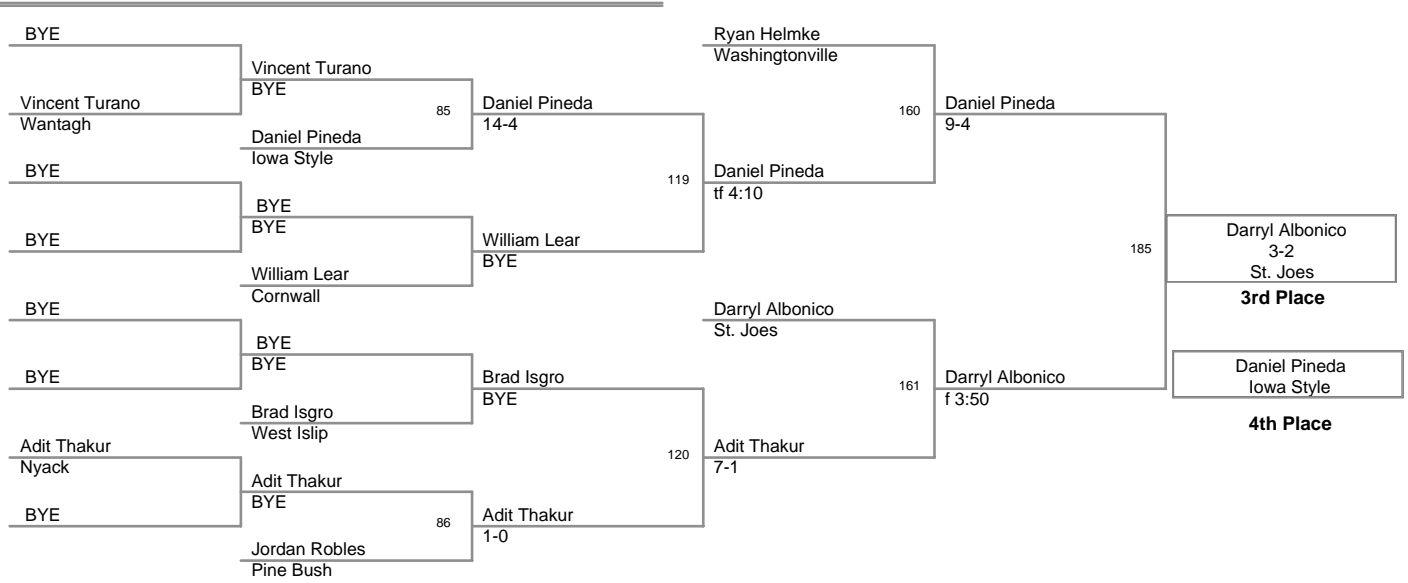 BYE
Vincent Turano
Wantagh
BYE
BYE
BYE
BYE
Adit Thakur
Nyack
BYE
Vincent Turano
BYE
85
Daniel Pineda
Iowa Style
BYE
BYE
William Lear
Cornwall
BYE
BYE
Brad Isgro
West Islip
Adit Thakur
BYE
86
Jordan Robles
Pine Bush
Daniel Pineda
14-4
119
William Lear
BYE
Brad Isgro
BYE
120
Adit Thakur
1-0
Ryan Helmke
Washingtonville
160
Daniel Pineda
tf 4:10
Darryl Albonico
St. Joes
161
Adit Thakur
7-1
Daniel Pineda
9-4
185
Darryl Albonico
f 3:50
Darryl Albonico
3-2
St. Joes
3rd Place
Daniel Pineda
Iowa Style
4th Place